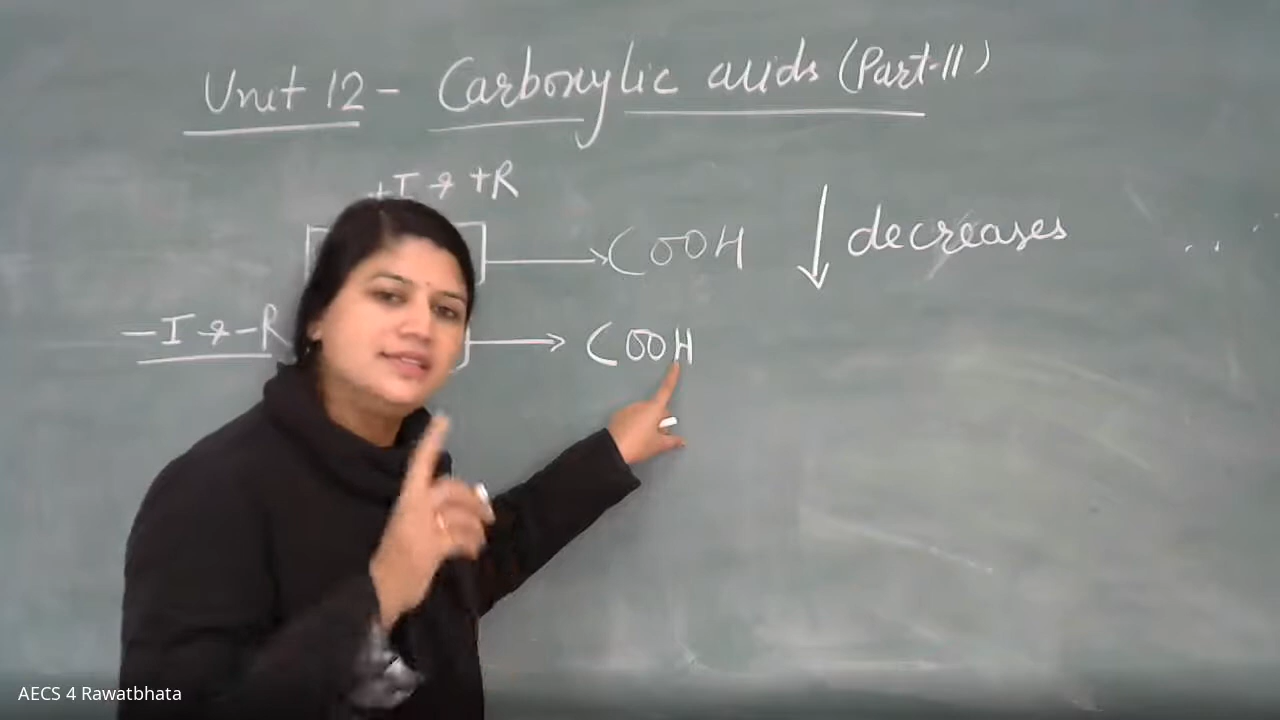 Unit 12 - Carboxylic acids (Part-II)
+I & +R
COOH ↓ decreases
-I & -R → COOH
AECS 4 Rawatbhata